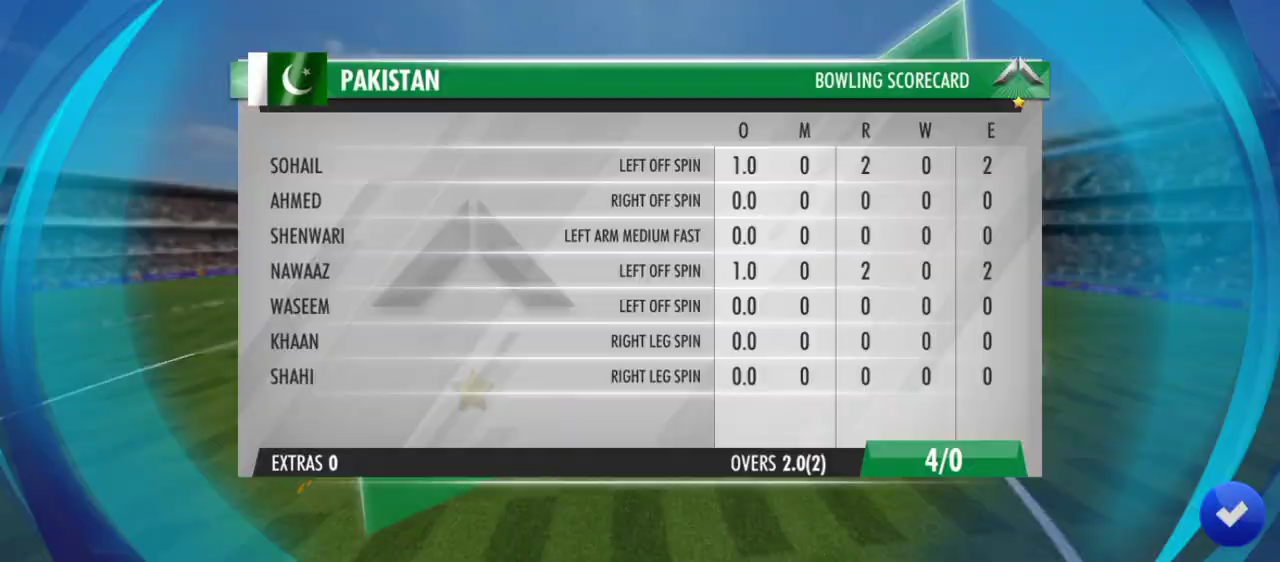 PAKISTAN BOWLING SCORECARD
O M R W E
SOHAIL LEFT OFF SPIN 1.0 0 2 0 2
AHMED RIGHT OFF SPIN 0.0 0 0 0 0
SHENWARI LEFT ARM MEDIUM FAST 0.0 0 0 0 0
NAWAAZ LEFT OFF SPIN 1.0 0 2 0 2
WASEEM LEFT OFF SPIN 0.0 0 0 0 0
KHAAN RIGHT LEG SPIN 0.0 0 0 0 0
SHAHI RIGHT LEG SPIN 0.0 0 0 0 0
EXTRAS 0 OVERS 2.0(2) 4/0